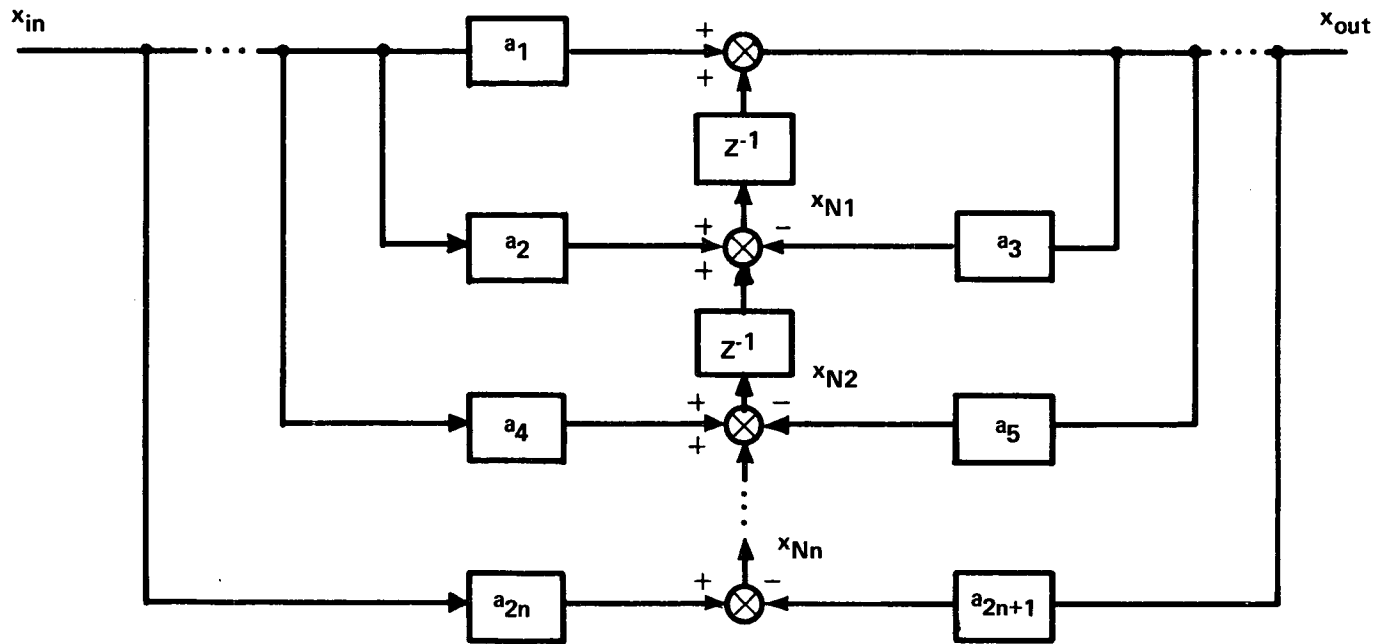 x_in
x_out
a_1
+
+
Z^-1
x_N1
a_2
+
+
−
a_3
Z^-1
x_N2
a_4
+
+
−
a_5
x_Nn
a_2n
+
−
a_2n+1